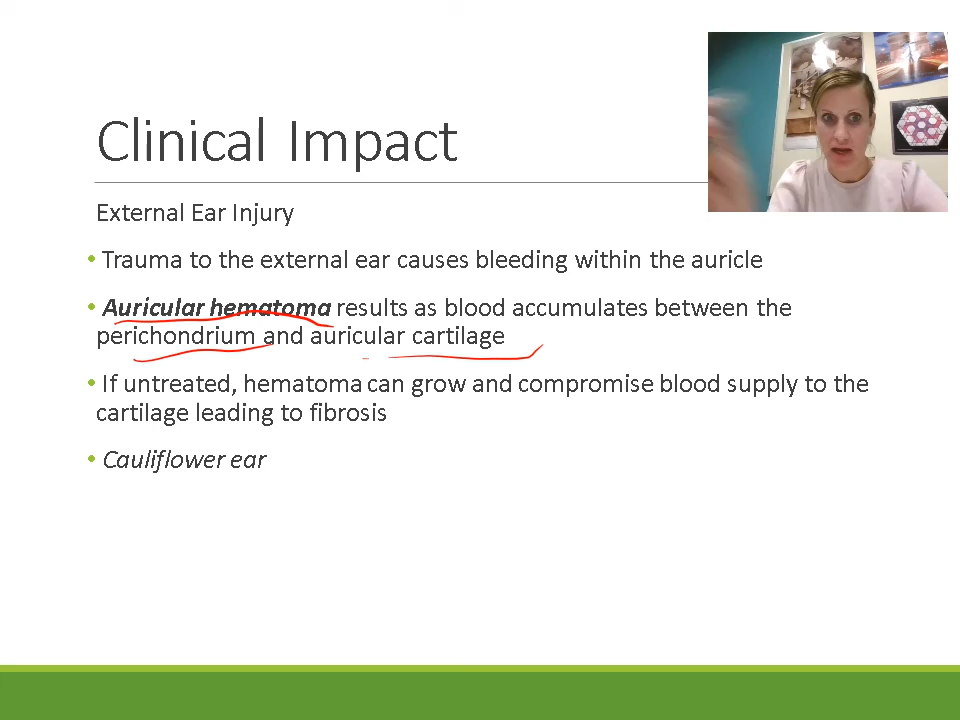 Clinical Impact
External Ear Injury
• Trauma to the external ear causes bleeding within the auricle
• Auricular hematoma results as blood accumulates between the
perichondrium and auricular cartilage
• If untreated, hematoma can grow and compromise blood supply to the
cartilage leading to fibrosis
• Cauliflower ear